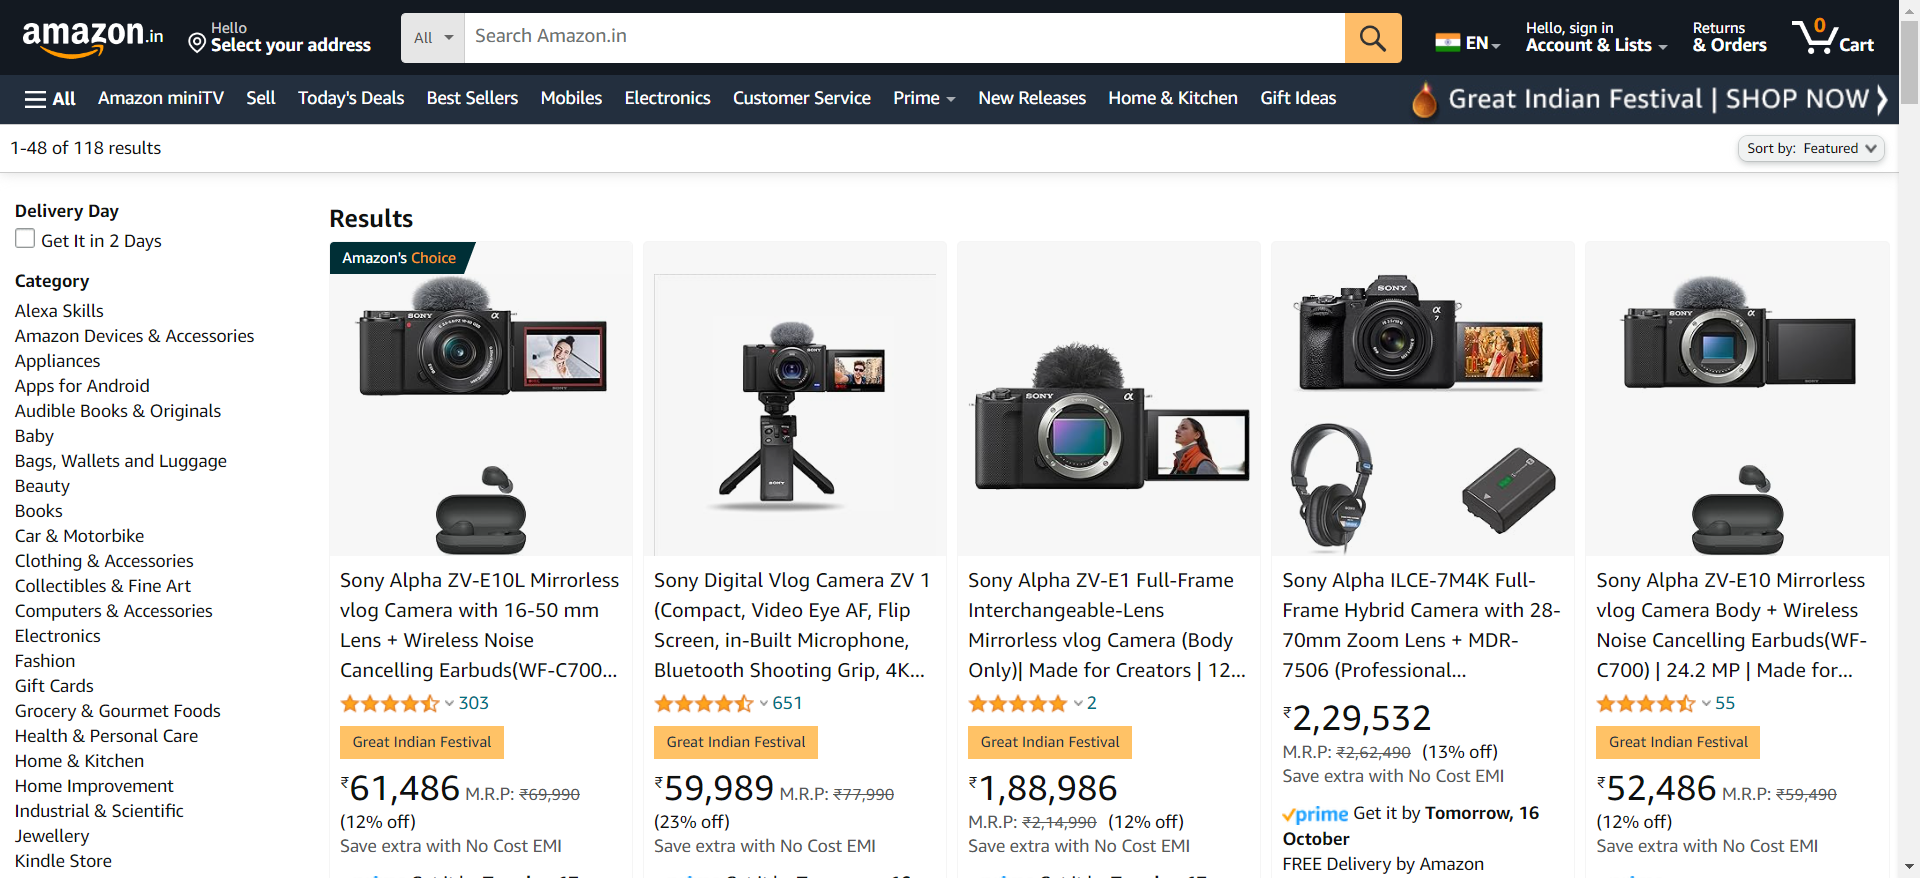 amazon.in
Hello
Select your address
All
Search Amazon.in
EN
Hello, sign in
Account & Lists
Returns
& Orders
0
Cart
All
Amazon miniTV
Sell
Today's Deals
Best Sellers
Mobiles
Electronics
Customer Service
Prime
New Releases
Home & Kitchen
Gift Ideas
Great Indian Festival | SHOP NOW
1-48 of 118 results
Sort by: Featured
Delivery Day
Get It in 2 Days
Category
Alexa Skills
Amazon Devices & Accessories
Appliances
Apps for Android
Audible Books & Originals
Baby
Bags, Wallets and Luggage
Beauty
Books
Car & Motorbike
Clothing & Accessories
Collectibles & Fine Art
Computers & Accessories
Electronics
Fashion
Gift Cards
Grocery & Gourmet Foods
Health & Personal Care
Home & Kitchen
Home Improvement
Industrial & Scientific
Jewellery
Kindle Store
Results
Amazon's Choice
SONY
Sony Alpha ZV-E10L Mirrorless
vlog Camera with 16-50 mm
Lens + Wireless Noise
Cancelling Earbuds(WF-C700...
303
Great Indian Festival
₹61,486 M.R.P: ₹69,990
(12% off)
Save extra with No Cost EMI
SONY
Sony Digital Vlog Camera ZV 1
(Compact, Video Eye AF, Flip
Screen, in-Built Microphone,
Bluetooth Shooting Grip, 4K...
651
Great Indian Festival
₹59,989 M.R.P: ₹77,990
(23% off)
Save extra with No Cost EMI
SONY
Sony Alpha ZV-E1 Full-Frame
Interchangeable-Lens
Mirrorless vlog Camera (Body
Only)| Made for Creators | 12...
2
Great Indian Festival
₹1,88,986
M.R.P: ₹2,14,990 (12% off)
Save extra with No Cost EMI
SONY
α
7
Sony Alpha ILCE-7M4K Full-
Frame Hybrid Camera with 28-
70mm Zoom Lens + MDR-
7506 (Professional...
₹2,29,532
M.R.P: ₹2,62,490 (13% off)
Save extra with No Cost EMI
prime Get it by Tomorrow, 16
October
FREE Delivery by Amazon
SONY
Sony Alpha ZV-E10 Mirrorless
vlog Camera Body + Wireless
Noise Cancelling Earbuds(WF-
C700) | 24.2 MP | Made for...
55
Great Indian Festival
₹52,486 M.R.P: ₹59,490
(12% off)
Save extra with No Cost EMI